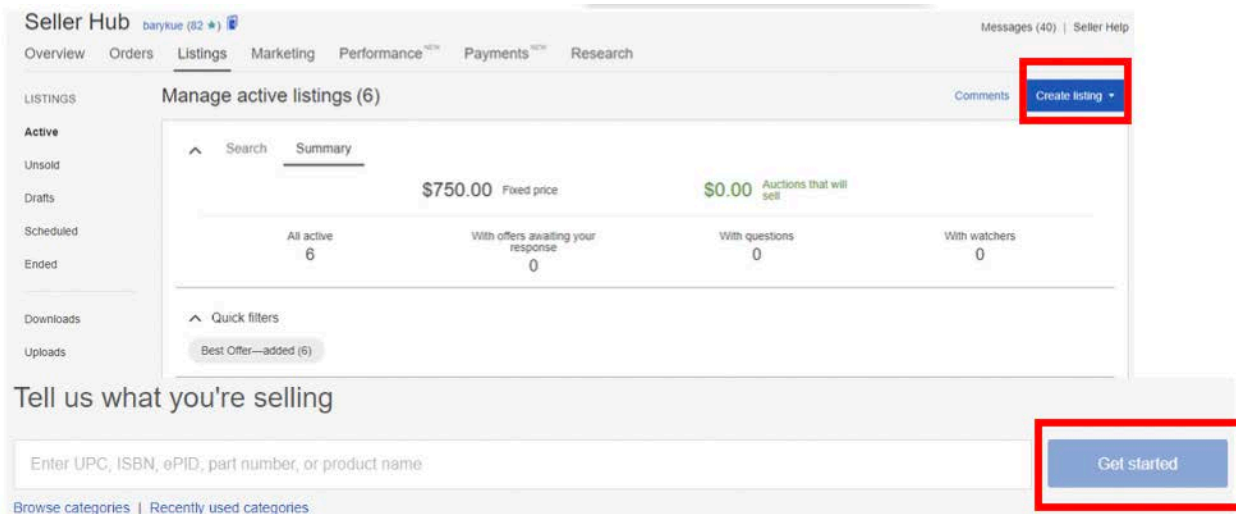 Seller Hub barykue (82 ★)
Messages (40) | Seller Help
Overview Orders Listings Marketing Performance NEW Payments NEW Research
LISTINGS
Manage active listings (6)
Comments
Create listing
Active
Search Summary
Unsold
$750.00 Fixed price
$0.00 Auctions that will
sell
Drafts
Scheduled
All active
With offers awaiting your
response
With questions
With watchers
6
0
0
0
Ended
Downloads
Quick filters
Uploads
Best Offer—added (6)
Tell us what you're selling
Enter UPC, ISBN, ePID, part number, or product name
Get started
Browse categories | Recently used categories